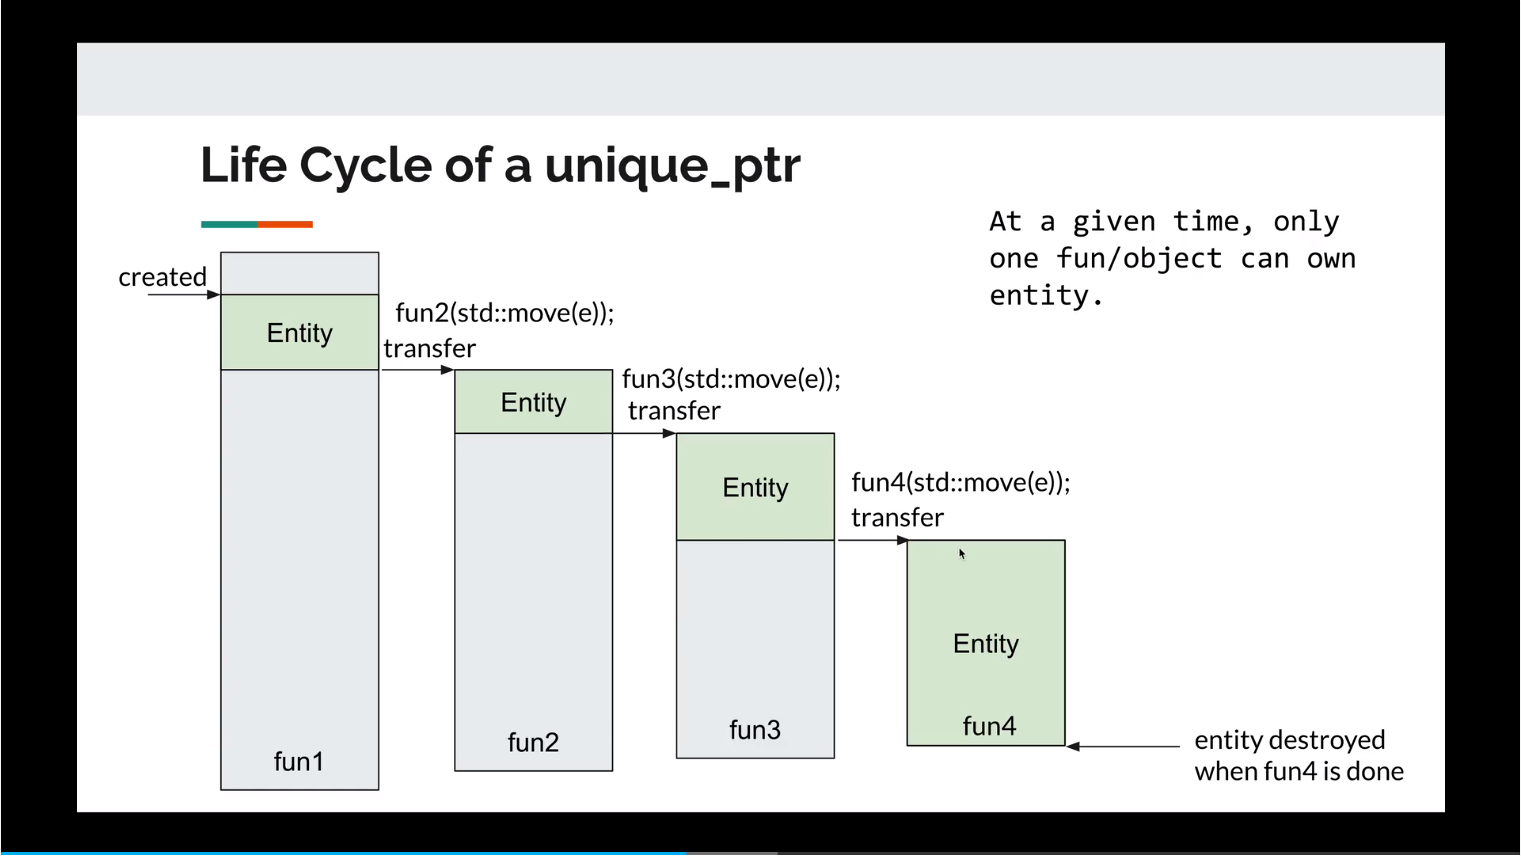 Life Cycle of a unique_ptr
At a given time, only
one fun/object can own
entity.
created
Entity
fun2(std::move(e));
transfer
Entity
fun3(std::move(e));
transfer
Entity
fun4(std::move(e));
transfer
Entity
fun1
fun2
fun3
fun4
entity destroyed
when fun4 is done